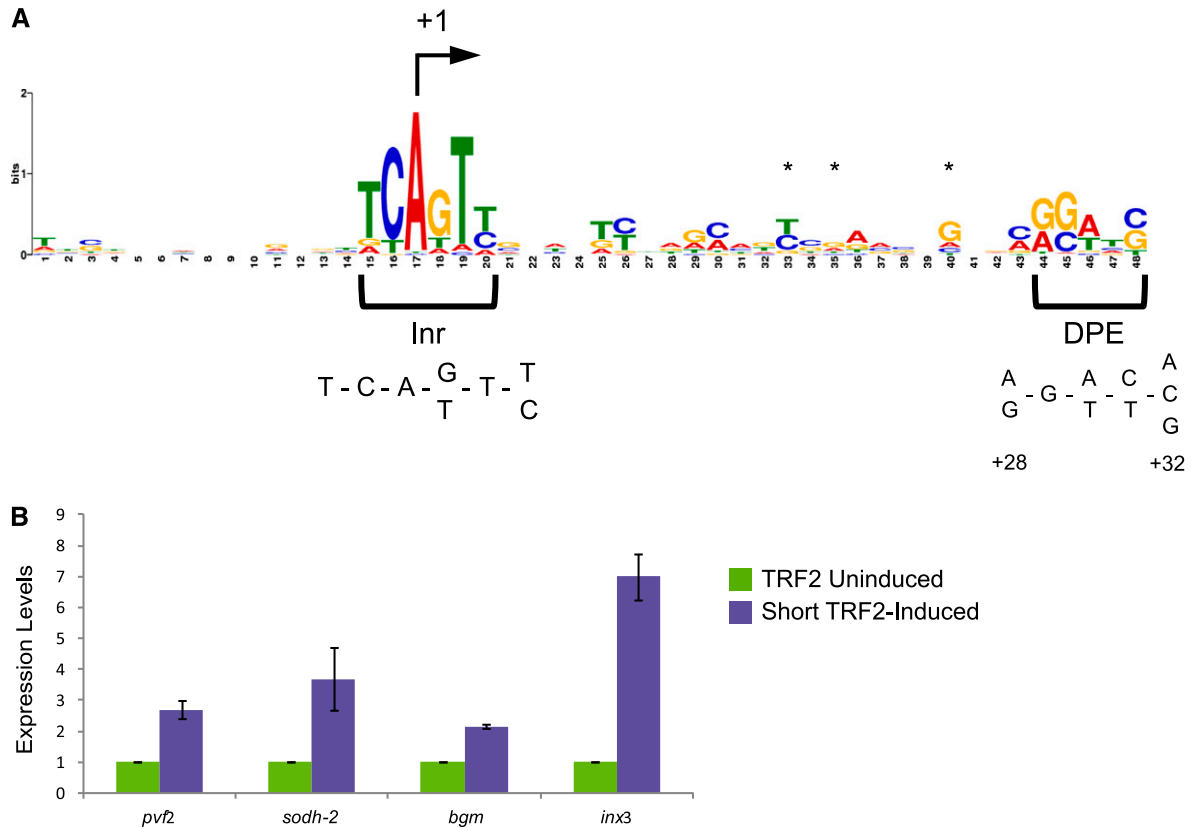 A
+1
2
1
0
bits
* * *
T C A G T T
1 2 3 4 5 6 7 8 9 10 11 12 13 14 15 16 17 18 19 20 21 22 23 24 25 26 27 28 29 30 31 32 33 34 35 36 37 38 39 40 41 42 43 44 45 46 47 48
Inr
DPE
G T
T - C - A - - T -
T C
A A C A
- G - - - C
G T T G
+28 +32
B
9
8
7
6
5
4
3
2
1
0
Expression Levels
pvf2 sodh-2 bgm inx3
TRF2 Uninduced
Short TRF2-Induced